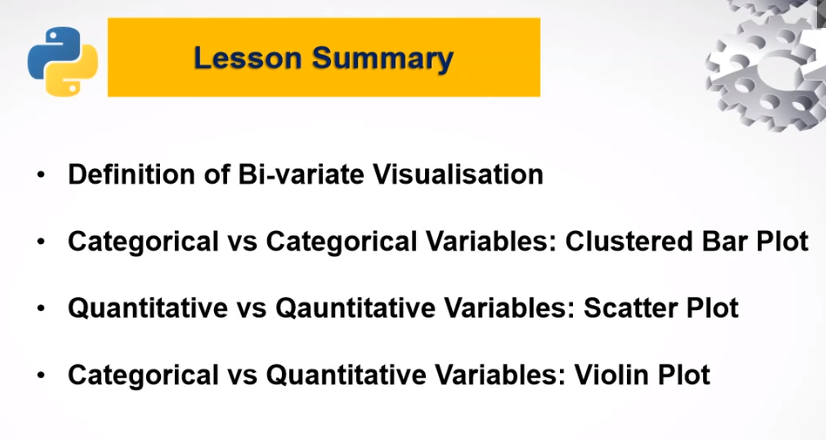 Lesson Summary
• Definition of Bi-variate Visualisation
• Categorical vs Categorical Variables: Clustered Bar Plot
• Quantitative vs Qauntitative Variables: Scatter Plot
• Categorical vs Quantitative Variables: Violin Plot